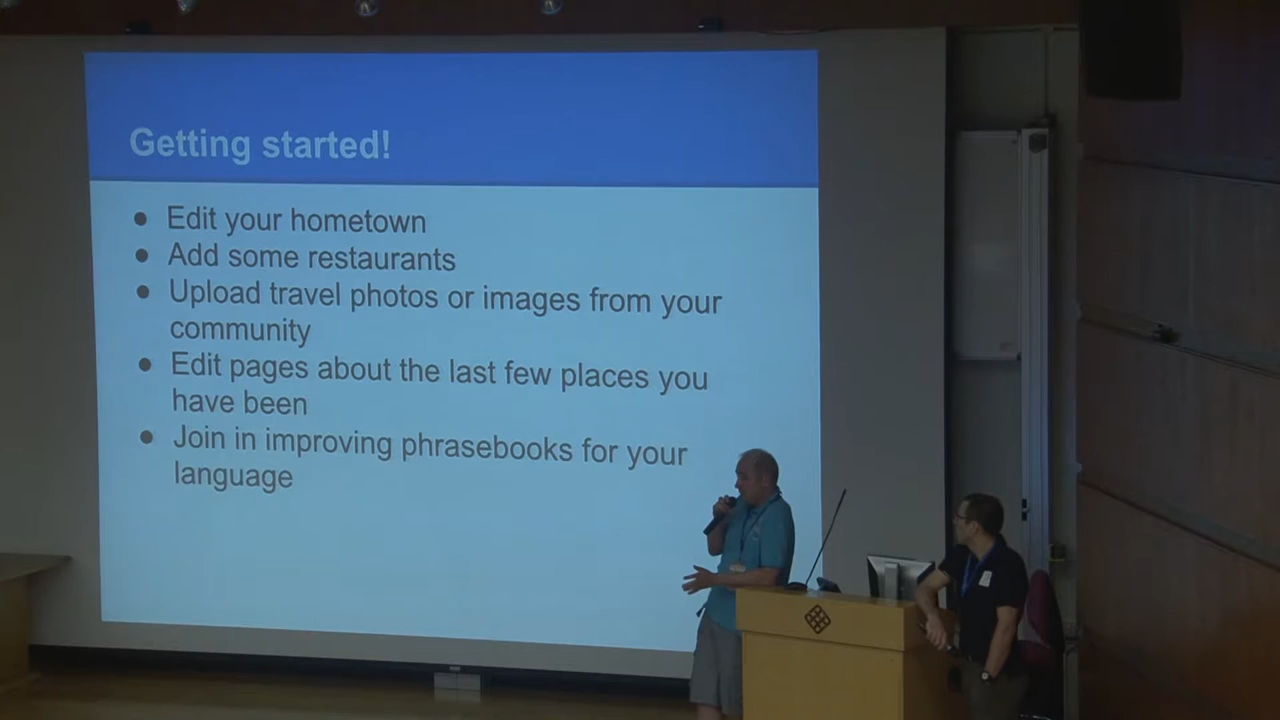 Getting started!
● Edit your hometown
● Add some restaurants
● Upload travel photos or images from your
community
● Edit pages about the last few places you
have been
● Join in improving phrasebooks for your
language